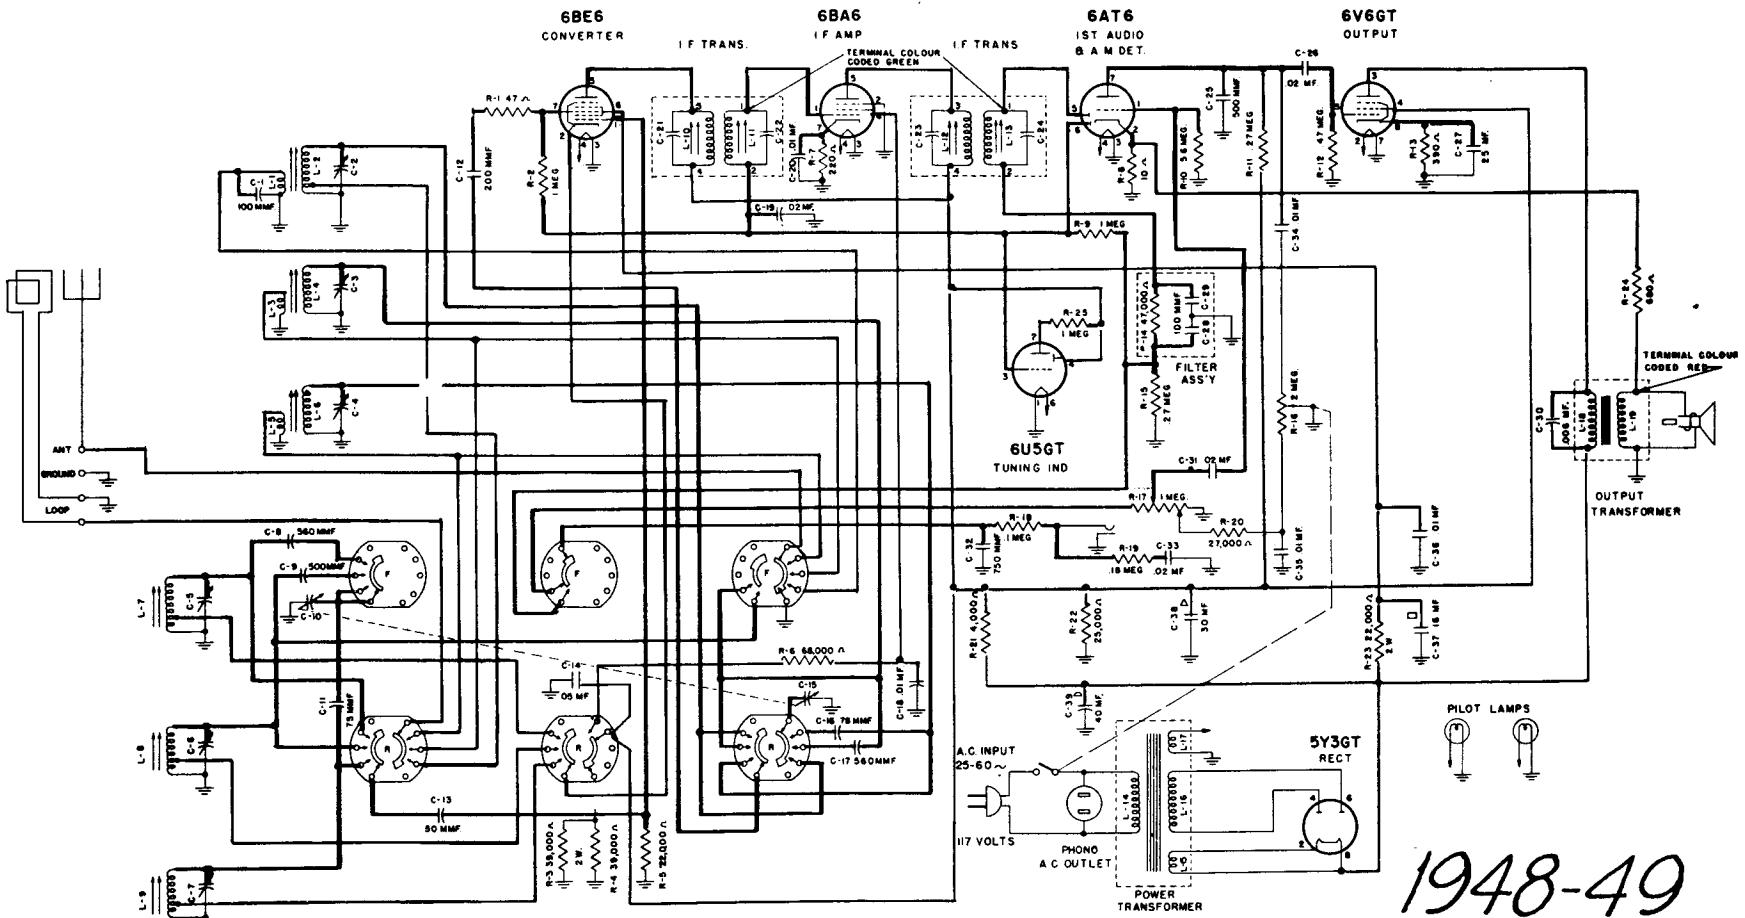 6BE6
CONVERTER
I F TRANS.
6BA6
I F AMP
TERMINAL COLOUR
CODED GREEN
I F TRANS
6AT6
1ST AUDIO
& A M DET.
6V6GT
OUTPUT
R-1 47 Ω
C-12
200 MMF
R-2
1 MEG
C-21
L-10
L-11
C-22
C-20 .01 MF.
R-7
220 Ω
C-19 .02 MF.
C-23
L-12
L-13
C-24
R-8
10 Ω
R-10 5.6 MEG.
C-25
500 MMF
R-11 .27 MEG
C-26
.02 MF.
R-12 .47 MEG.
R-13
390 Ω
C-27
25 MF.
L-1
L-2
C-2
C-1
100 MMF
L-3
L-4
C-3
L-5
L-6
C-4
R-9 1 MEG
C-34 .01 MF
R-25
1 MEG
R-14 47,000 Ω
100 MMF
C-29
C-28
FILTER
ASS'Y
R-15
.27 MEG
6U5GT
TUNING IND
R-16 2 MEG.
R-24
680 Ω
TERMINAL COLOUR
CODED RED
C-30
.006 MF.
L-18
L-19
OUTPUT
TRANSFORMER
ANT
GROUND
LOOP
C-31 .02 MF
R-17 1 MEG.
R-20
27,000 Ω
C-35 .01 MF.
C-36 .01 MF
C-8 560 MMF
C-9 500 MMF
C-10
F
F
F
C-32
750 MMF
R-18
.1 MEG
R-19
.18 MEG
C-33
.02 MF
L-7
C-5
R-21 4,000 Ω
R-22
25,000 Ω
C-38
30 MF
R-23 22,000 Ω
2 W
C-37 16 MF
R-6 68,000 Ω
C-14
.05 MF
C-15
C-18 .01 MF.
C-39
40 MF.
C-11
75 MMF
L-8
C-6
R
R
R
C-16 75 MMF
C-17 560 MMF
C-13
50 MMF
R-3 39,000 Ω
2 W.
R-4 39,000 Ω
R-5 22,000 Ω
L-9
C-7
A.C. INPUT
25-60 ~
117 VOLTS
PHONO
A C OUTLET
L-14
L-17
L-16
L-15
POWER
TRANSFORMER
5Y3GT
RECT
PILOT LAMPS
1948-49